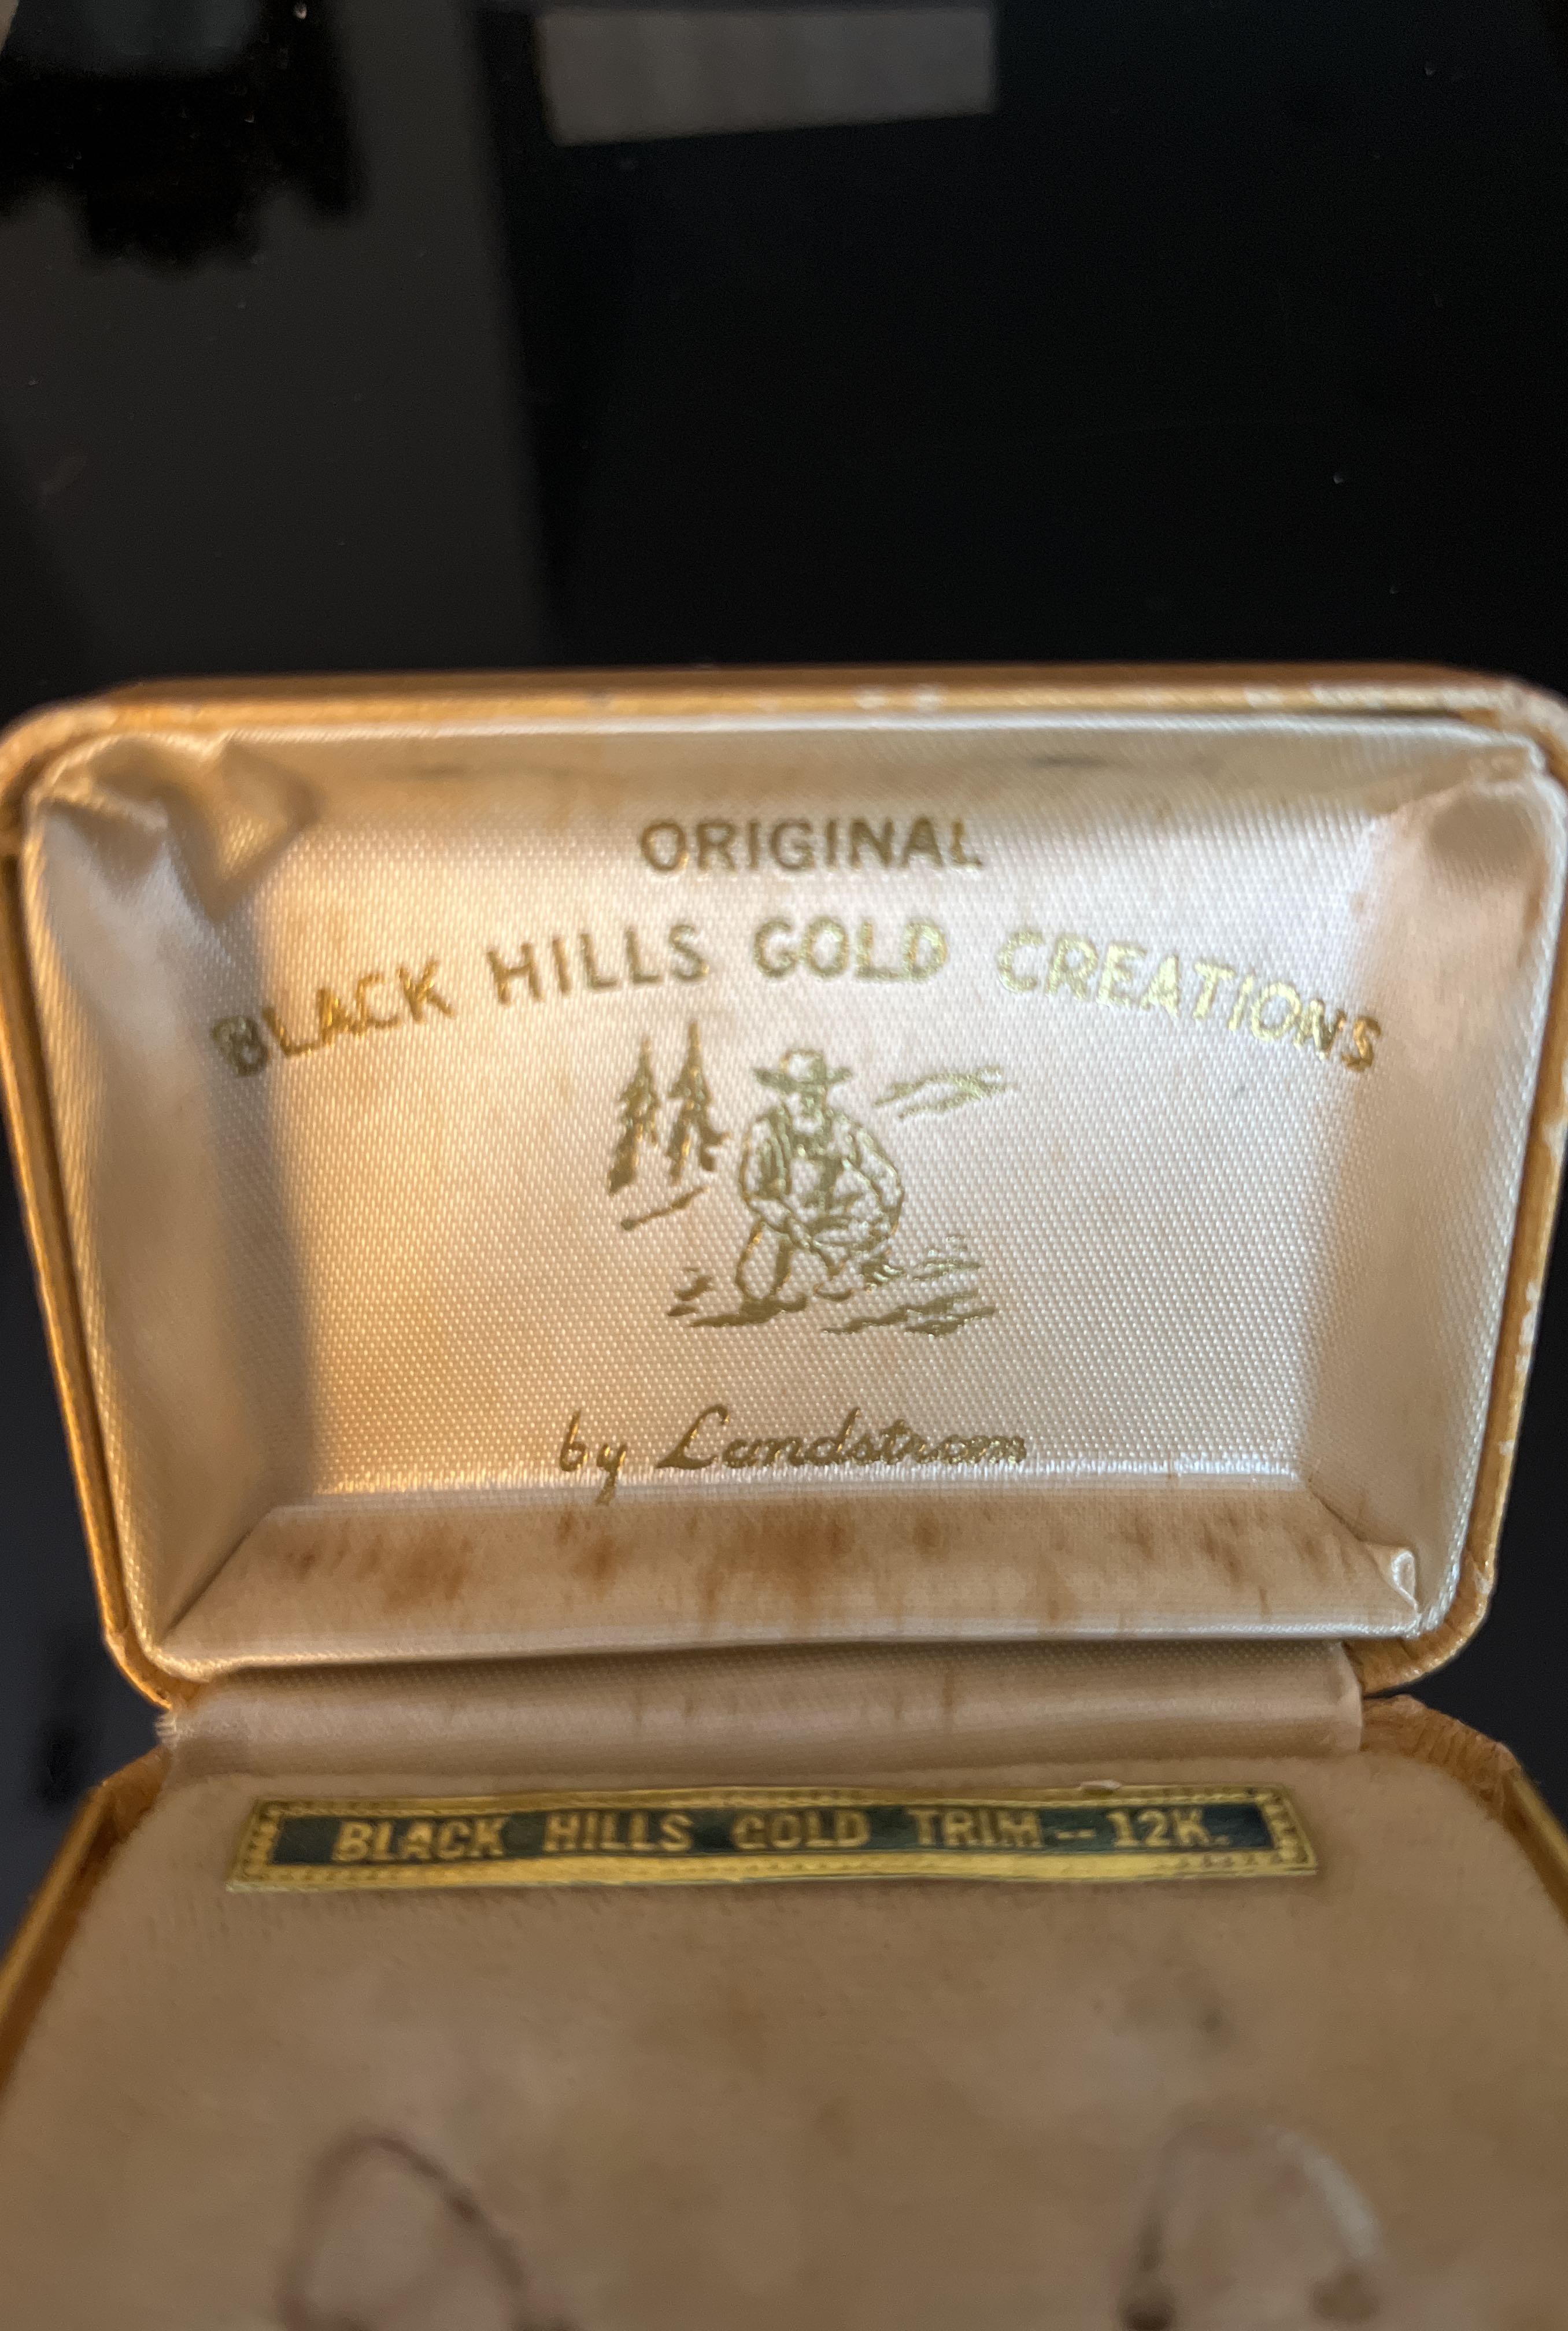 ORIGINAL
BLACK HILLS GOLD CREATIONS
by Landstrom
BLACK HILLS GOLD TRIM -- 12K.